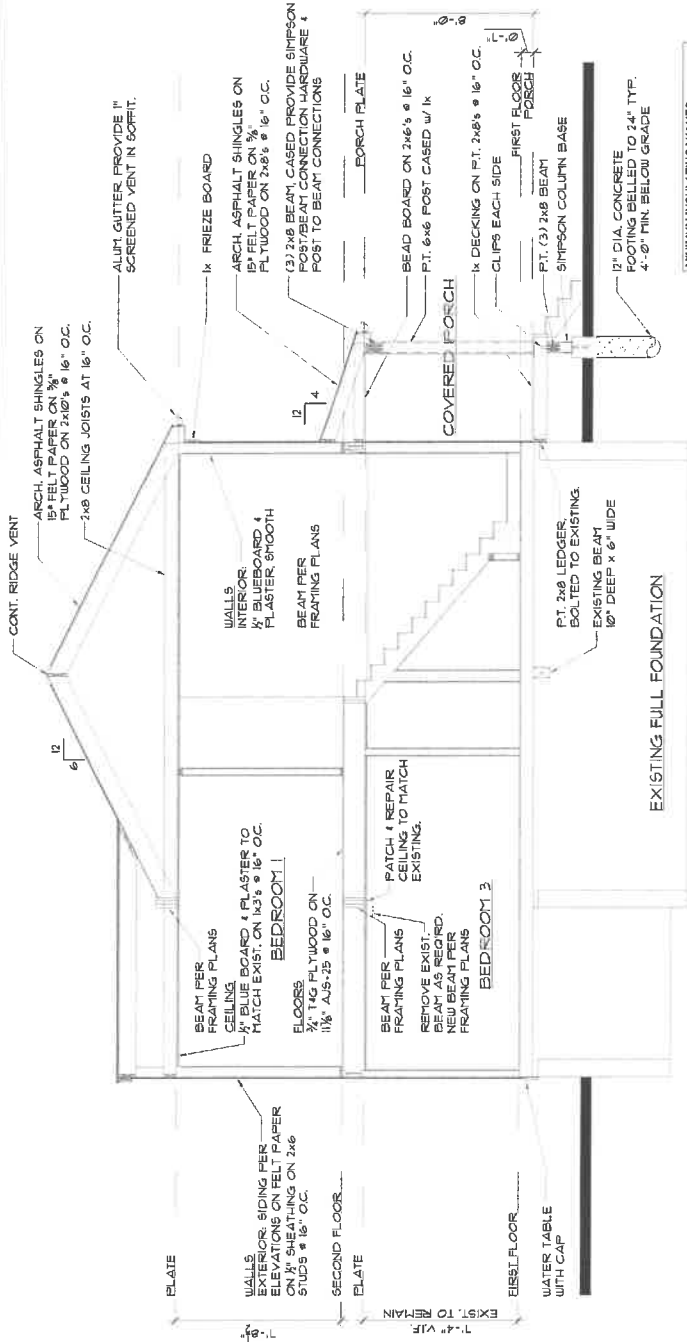 CONT. RIDGE VENT
ARCH. ASPHALT SHINGLES ON
15# FELT PAPER ON 5/8"
PLYWOOD ON 2x10's @ 16" O.C.
2x8 CEILING JOISTS AT 16" O.C.
ALUM. GUTTER. PROVIDE 1"
SCREENED VENT IN SOFFIT.
1x FRIEZE BOARD
ARCH. ASPHALT SHINGLES ON
15# FELT PAPER ON 5/8"
PLYWOOD ON 2x8's @ 16" O.C.
(3) 2x8 BEAM, CASED PROVIDE SIMPSON
POST/BEAM CONNECTION HARDWARE &
POST TO BEAM CONNECTIONS
PORCH PLATE
BEAD BOARD ON 2x6's @ 16" O.C.
P.T. 6x6 POST CASED w/ 1x
1x DECKING ON P.T. 2x8's @ 16" O.C.
CLIPS EACH SIDE
FIRST FLOOR
PORCH
P.T. (3) 2x8 BEAM
SIMPSON COLUMN BASE
12" DIA. CONCRETE
FOOTING BELLED TO 24" TYP.
4'-0" MIN. BELOW GRADE
8'-0"
0'-7"
12
6
12
4
COVERED PORCH
WALLS
INTERIOR:
1/2" BLUEBOARD &
PLASTER, SMOOTH
BEAM PER
FRAMING PLANS
P.T. 2x8 LEDGER,
BOLTED TO EXISTING.
EXISTING BEAM
10" DEEP x 6" WIDE
EXISTING FULL FOUNDATION
BEAM PER
FRAMING PLANS
CEILING
1/2" BLUE BOARD & PLASTER TO
MATCH EXIST. ON 1x3's @ 16" O.C.
BEDROOM 1
FLOORS
3/4" T&G PLYWOOD ON
11 7/8" AJS-25 @ 16" O.C.
BEAM PER
FRAMING PLANS
PATCH & REPAIR
CEILING TO MATCH
EXISTING.
REMOVE EXIST.
BEAM AS REQ'RD.
NEW BEAM PER
FRAMING PLANS
BEDROOM 3
PLATE
WALLS
EXTERIOR: SIDING PER
ELEVATIONS ON FELT PAPER
ON 1/2" SHEATHING ON 2x6
STUDS @ 16" O.C.
SECOND FLOOR
PLATE
FIRST FLOOR
WATER TABLE
WITH CAP
7'-4" V.I.F.
EXIST. TO REMAIN